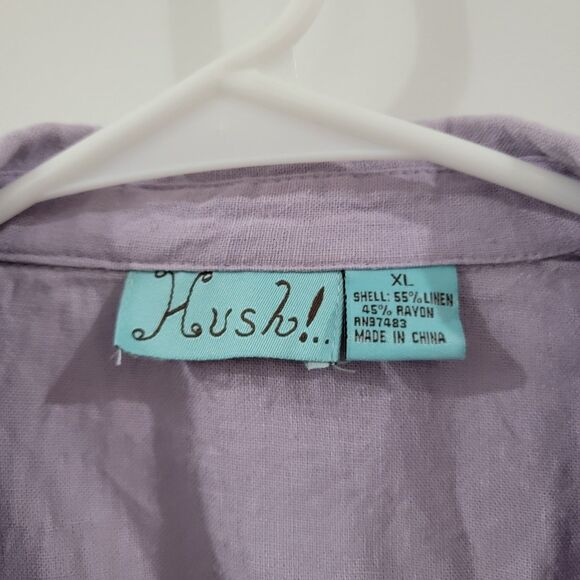 Hush!..
XL
SHELL: 55% LINEN
45% RAYON
RN97483
MADE IN CHINA